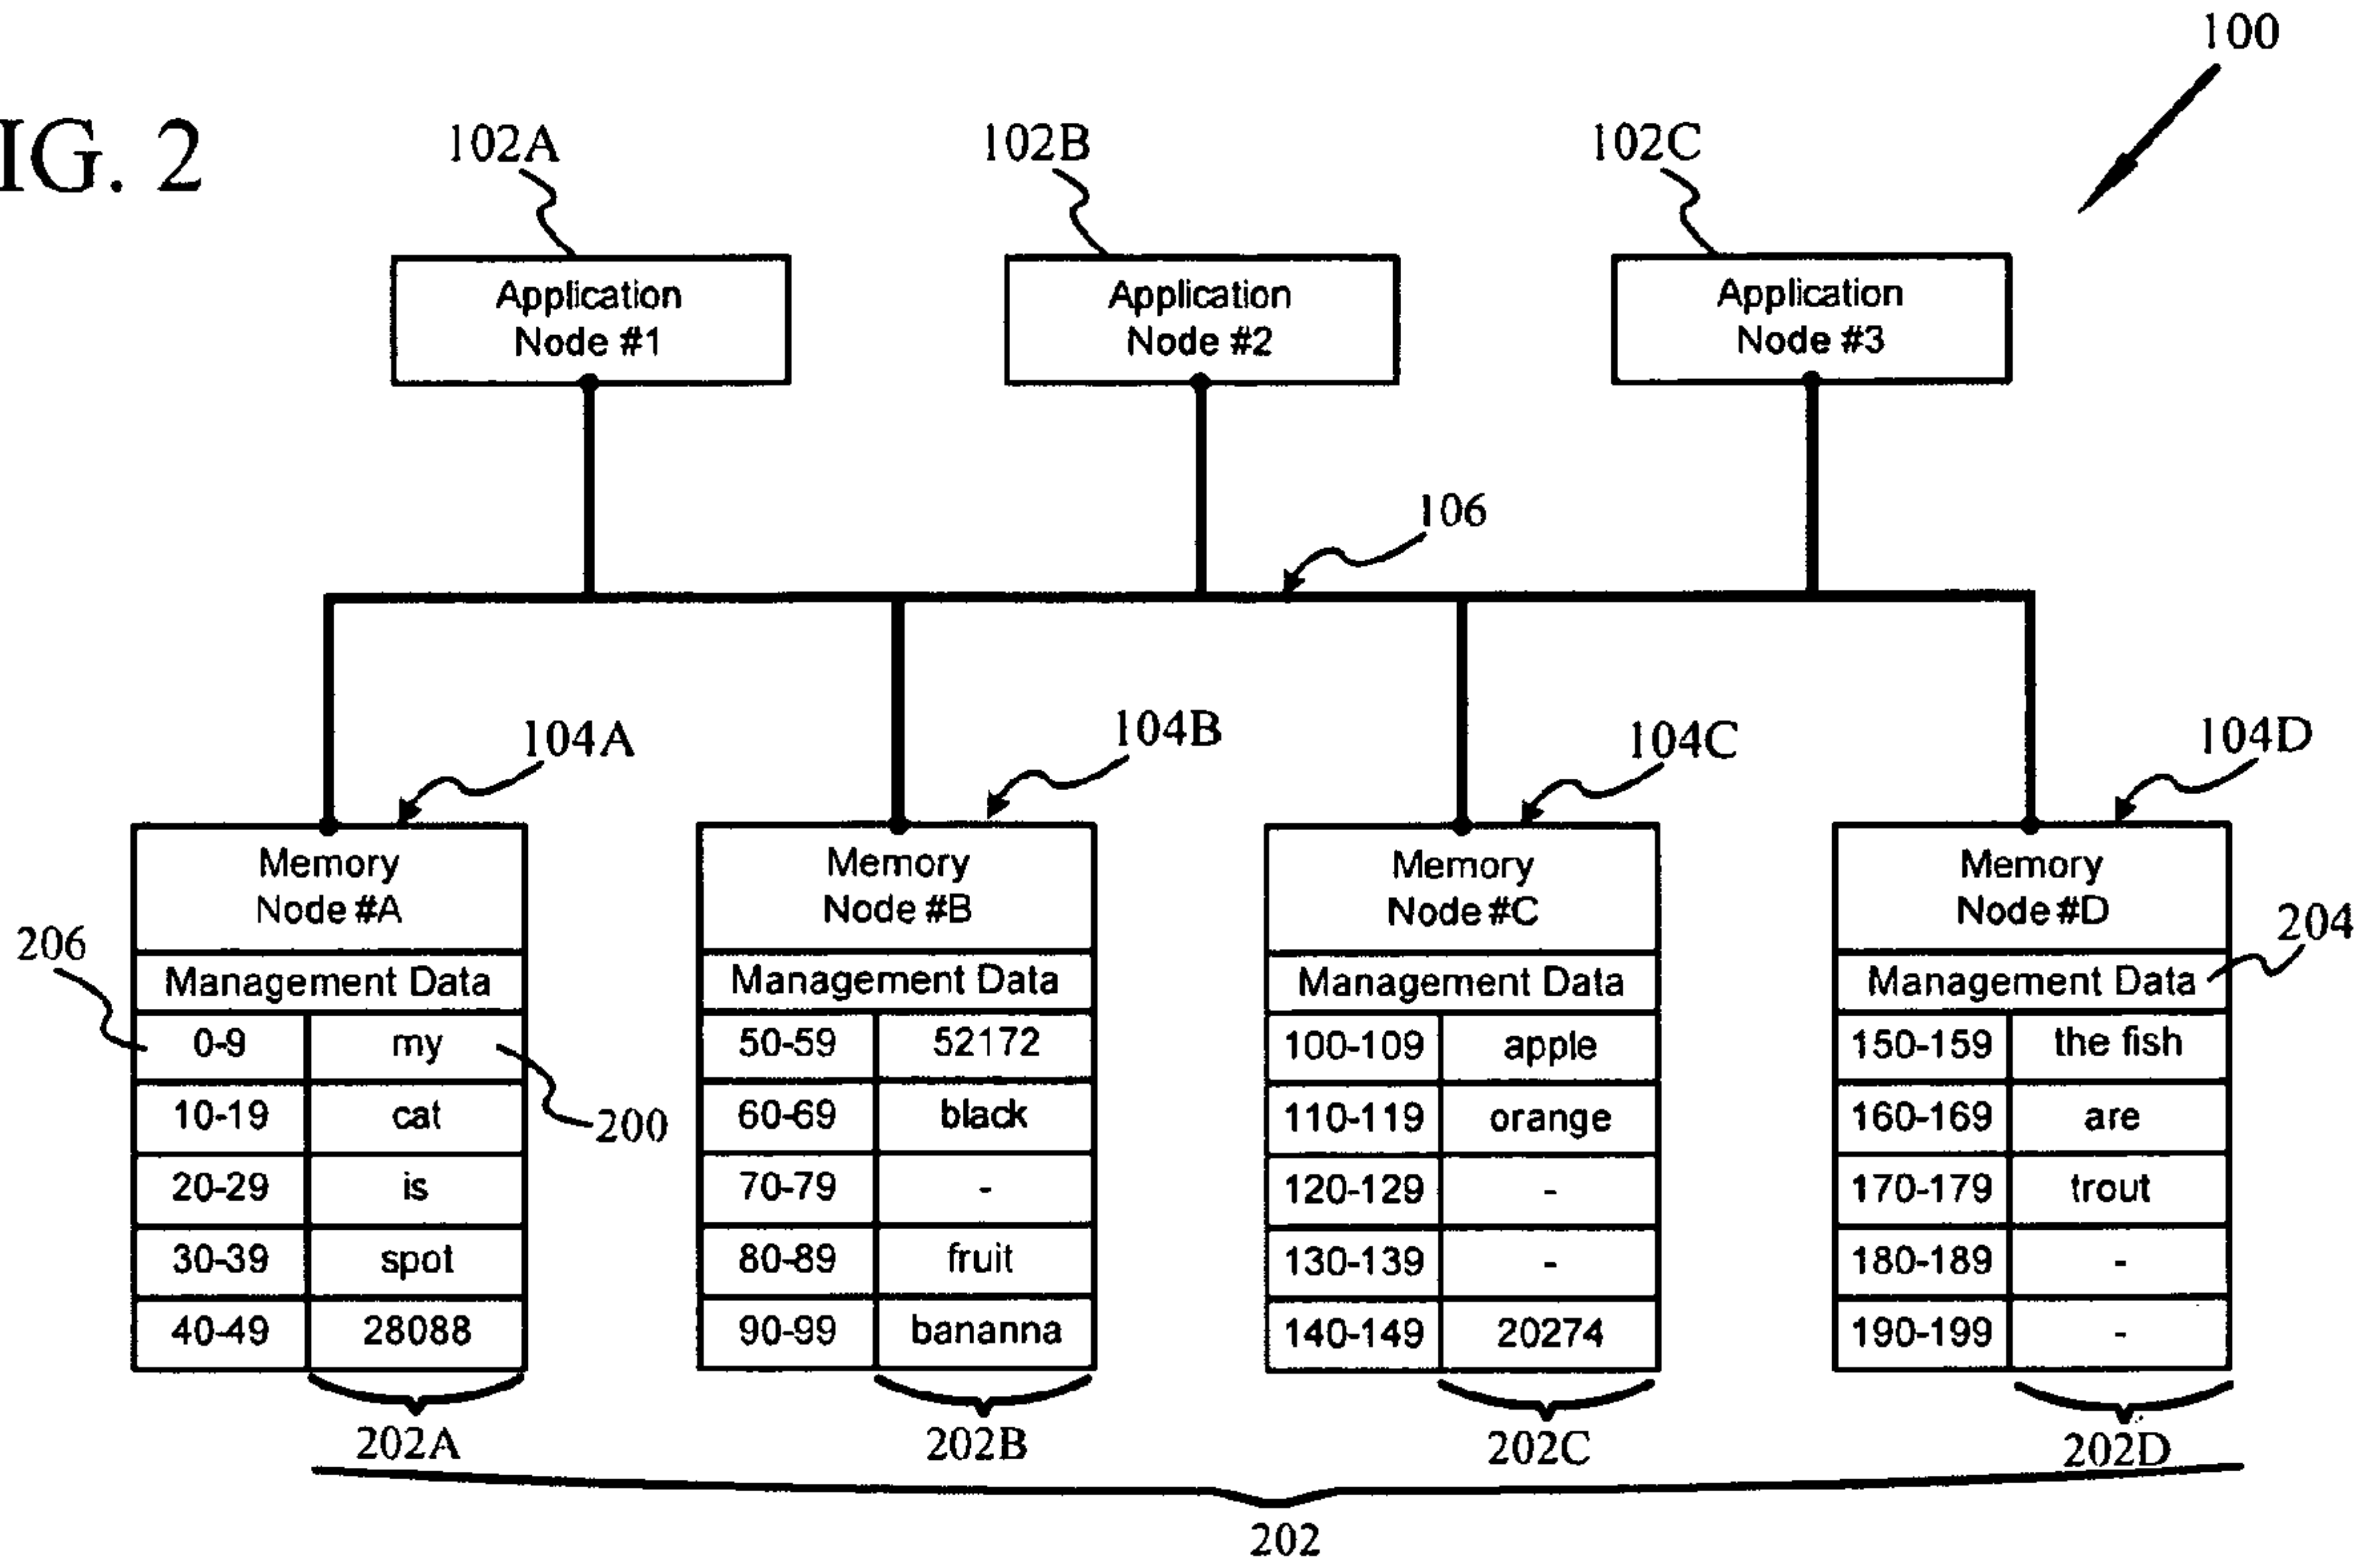 100
IG. 2
102A
102B
102C
Application
Node #1
Application
Node #2
Application
Node #3
106
104A
104B
104C
104D
Memory
Node #A
Memory
Node #B
Memory
Node #C
Memory
Node #D
206
204
Management Data
Management Data
Management Data
Management Data
0-9 my
50-59 52172
100-109 apple
150-159 the fish
10-19 cat
200
60-69 black
110-119 orange
160-169 are
20-29 is
70-79 -
120-129 -
170-179 trout
30-39 spot
80-89 fruit
130-139 -
180-189 -
40-49 28088
90-99 bananna
140-149 20274
190-199 -
202A
202B
202C
202D
202